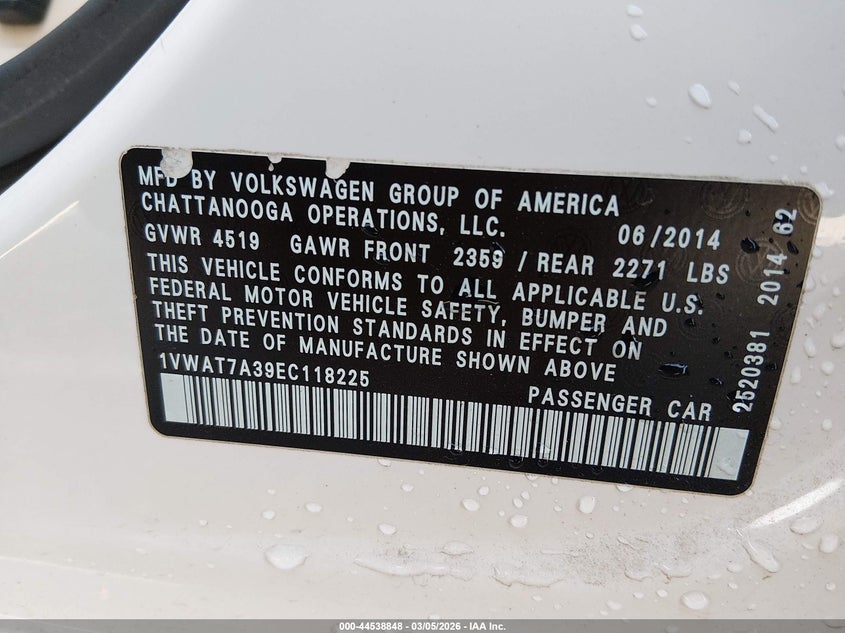 MFD BY VOLKSWAGEN GROUP OF AMERICA
CHATTANOOGA OPERATIONS, LLC. 06/2014
GVWR 4519 GAWR FRONT 2359 / REAR 2271 LBS
THIS VEHICLE CONFORMS TO ALL APPLICABLE U.S.
FEDERAL MOTOR VEHICLE SAFETY, BUMPER AND
THEFT PREVENTION STANDARDS IN EFFECT ON
THE DATE OF MANUFACTURE SHOWN ABOVE
1VWAT7A39EC118225
PASSENGER CAR
2520381 2014 62
000-44538848 - 03/05/2026 - IAA Inc.